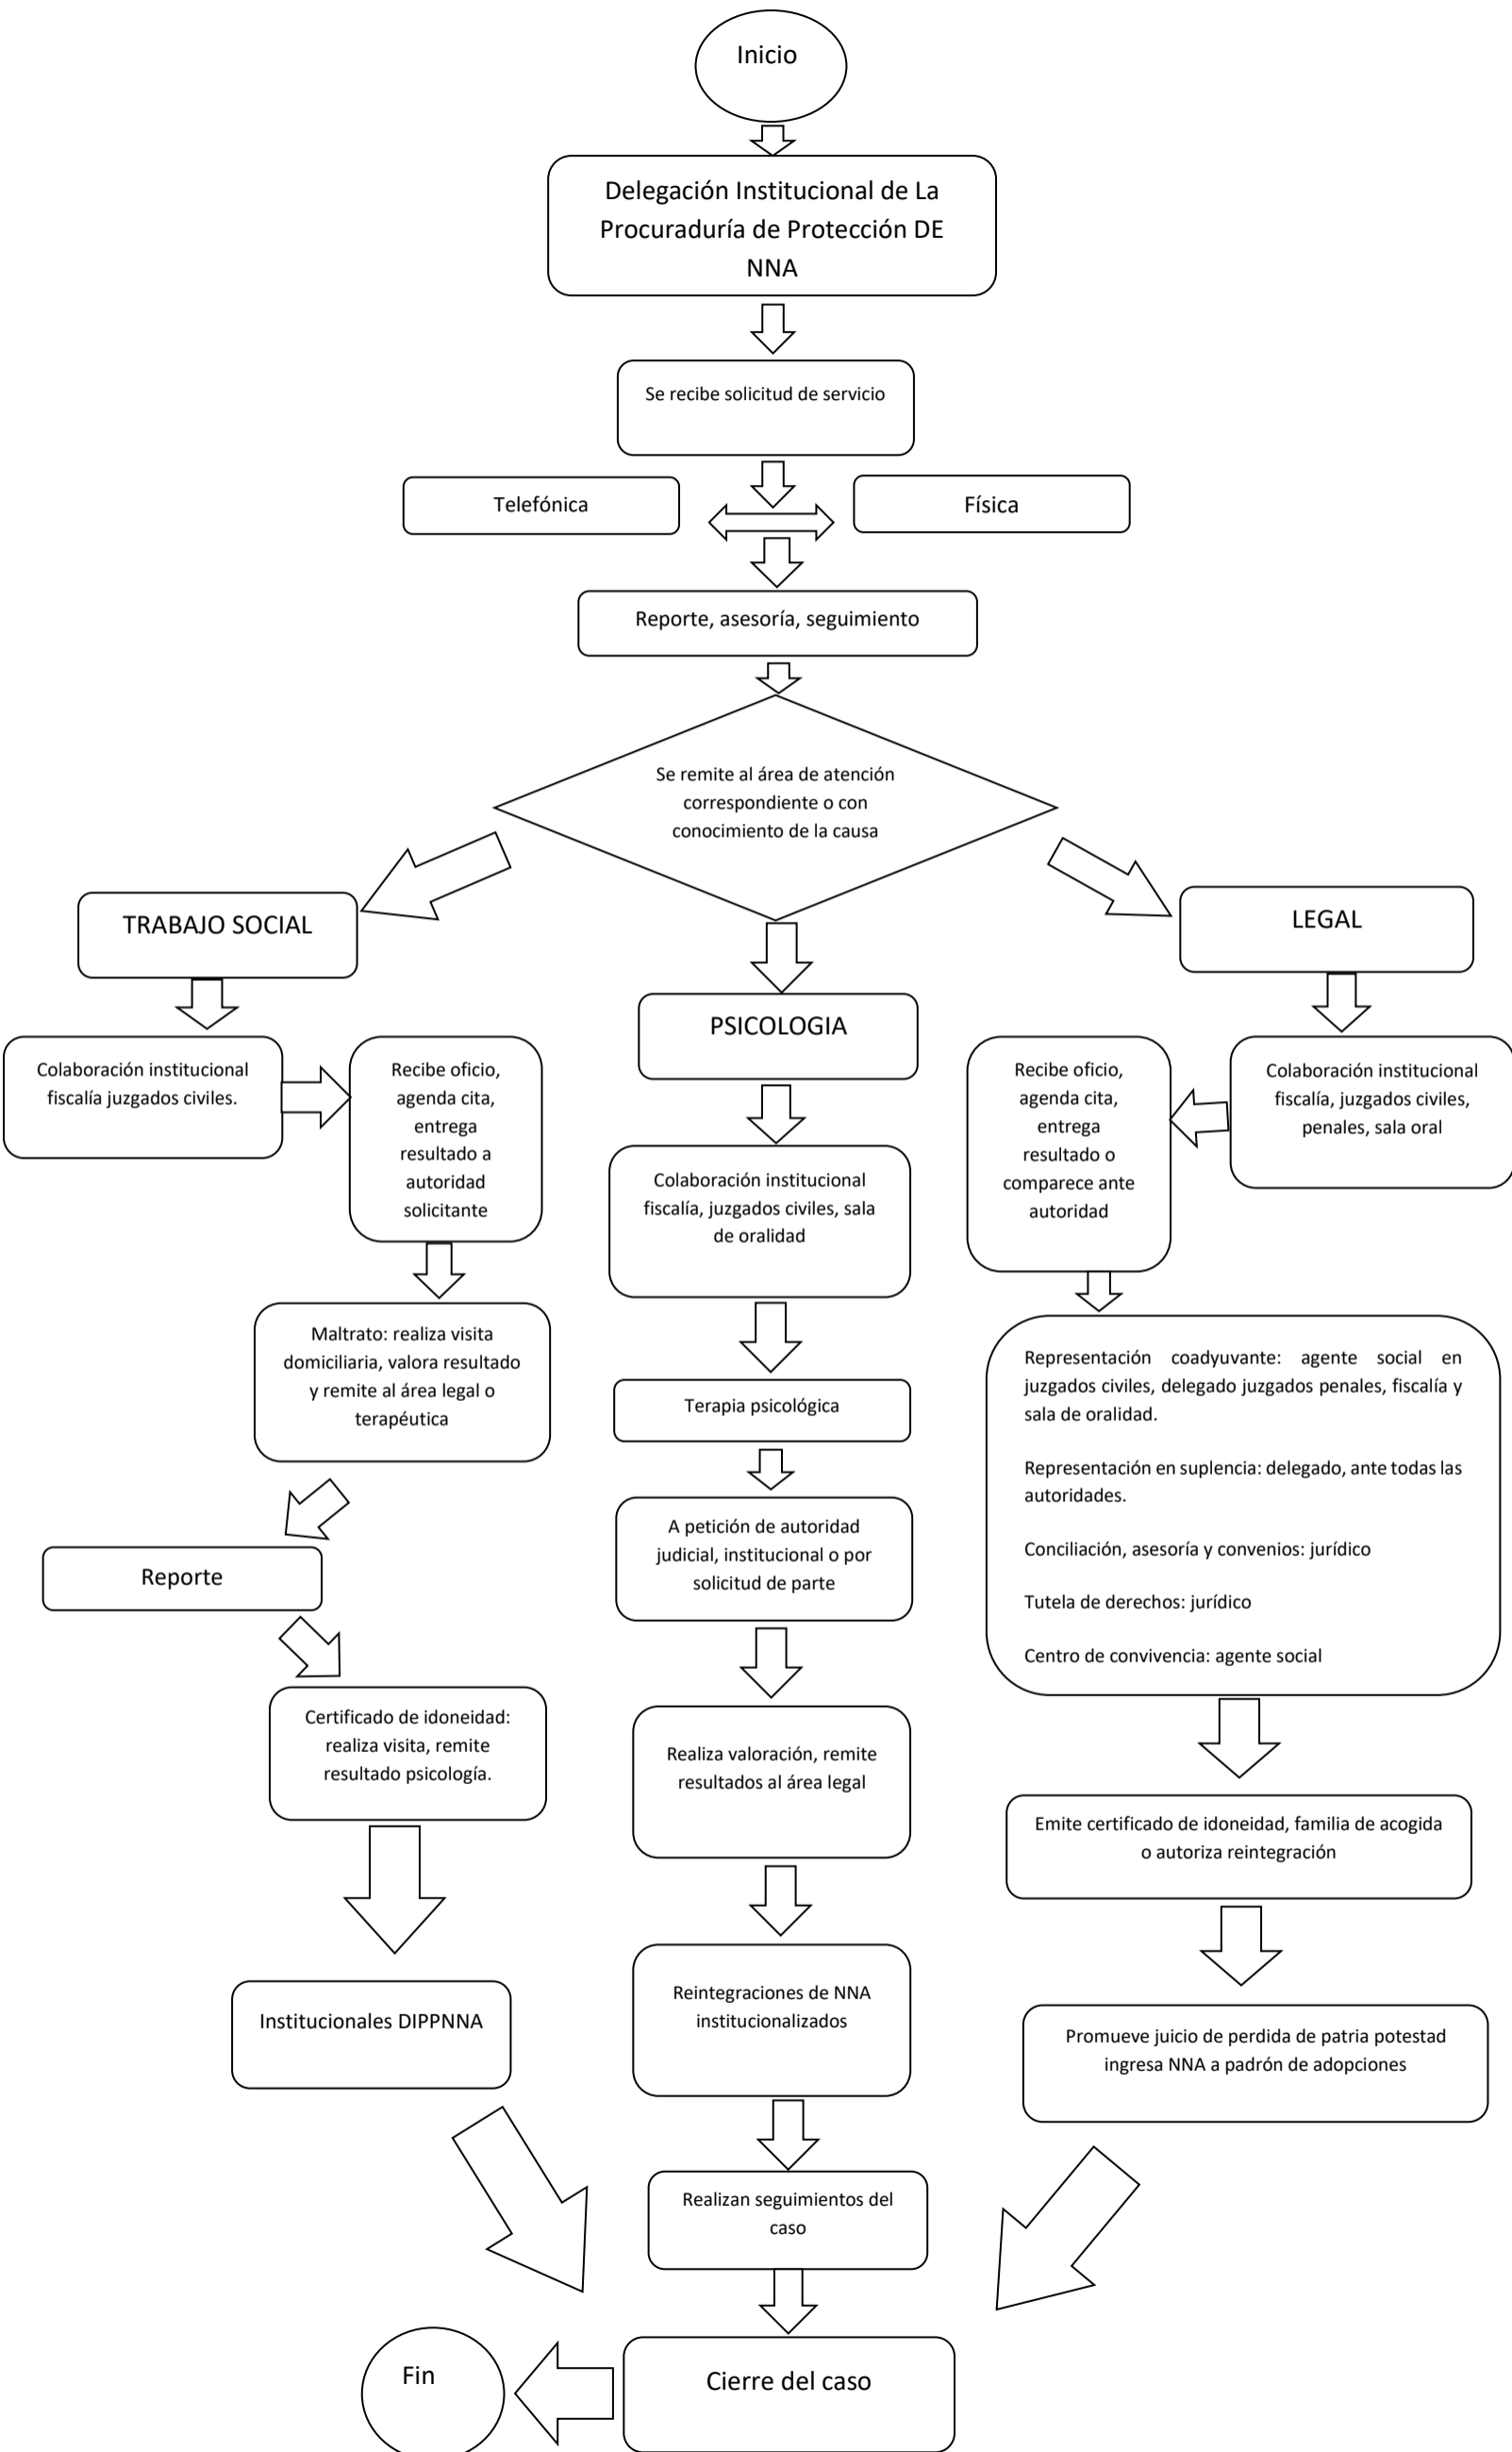 Inicio
Delegación Institucional de La
Procuraduría de Protección DE
NNA
Se recibe solicitud de servicio
Telefónica
Física
Reporte, asesoría, seguimiento
Se remite al área de atención
correspondiente o con
conocimiento de la causa
TRABAJO SOCIAL
Colaboración institucional
fiscalía juzgados civiles.
Recibe oficio,
agenda cita,
entrega
resultado a
autoridad
solicitante
Maltrato: realiza visita
domiciliaria, valora resultado
y remite al área legal o
terapéutica
Reporte
Certificado de idoneidad:
realiza visita, remite
resultado psicología.
Institucionales DIPPNNA
PSICOLOGIA
Colaboración institucional
fiscalía, juzgados civiles, sala
de oralidad
Terapia psicológica
A petición de autoridad
judicial, institucional o por
solicitud de parte
Realiza valoración, remite
resultados al área legal
Reintegraciones de NNA
institucionalizados
Realizan seguimientos del
caso
LEGAL
Colaboración institucional
fiscalía, juzgados civiles,
penales, sala oral
Recibe oficio,
agenda cita,
entrega
resultado o
comparece ante
autoridad
Representación coadyuvante: agente social en
juzgados civiles, delegado juzgados penales, fiscalía y
sala de oralidad.
Representación en suplencia: delegado, ante todas las
autoridades.
Conciliación, asesoría y convenios: jurídico
Tutela de derechos: jurídico
Centro de convivencia: agente social
Emite certificado de idoneidad, familia de acogida
o autoriza reintegración
Promueve juicio de perdida de patria potestad
ingresa NNA a padrón de adopciones
Cierre del caso
Fin